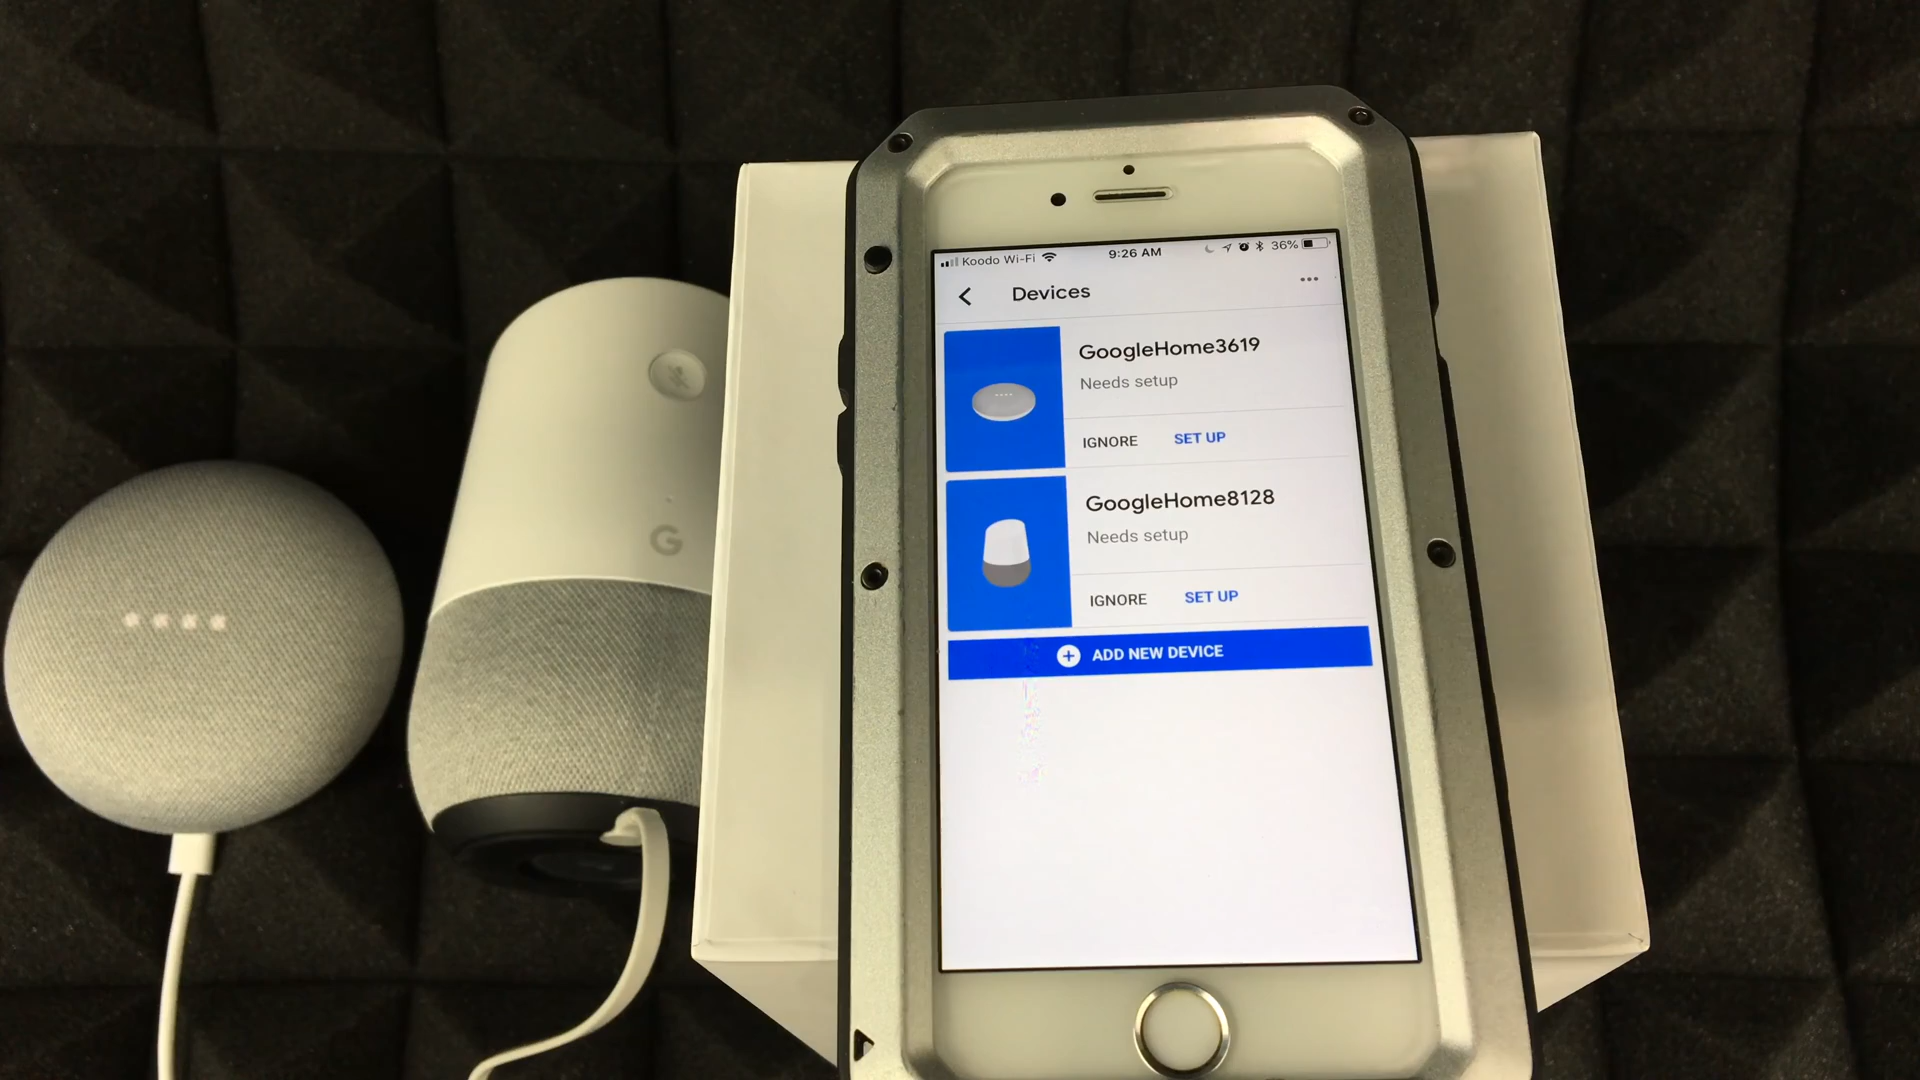 Koodo Wi-Fi 9:26 AM 36%
Devices
GoogleHome3619
Needs setup
IGNORE SET UP
GoogleHome8128
Needs setup
IGNORE SET UP
ADD NEW DEVICE
G